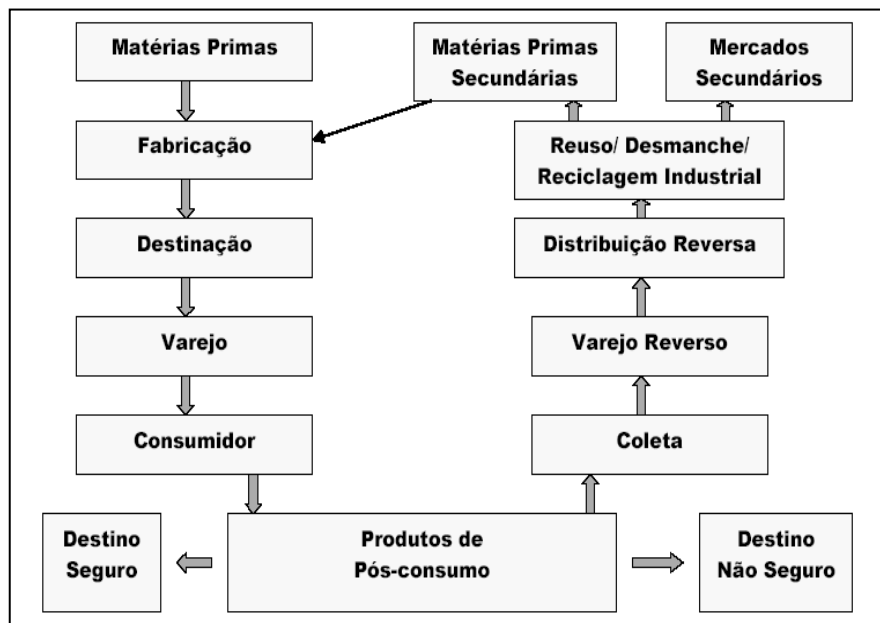 Matérias Primas
Matérias Primas
Secundárias
Mercados
Secundários
Fabricação
Reuso/ Desmanche/
Reciclagem Industrial
Destinação
Distribuição Reversa
Varejo
Varejo Reverso
Consumidor
Coleta
Destino
Seguro
Produtos de
Pós-consumo
Destino
Não Seguro